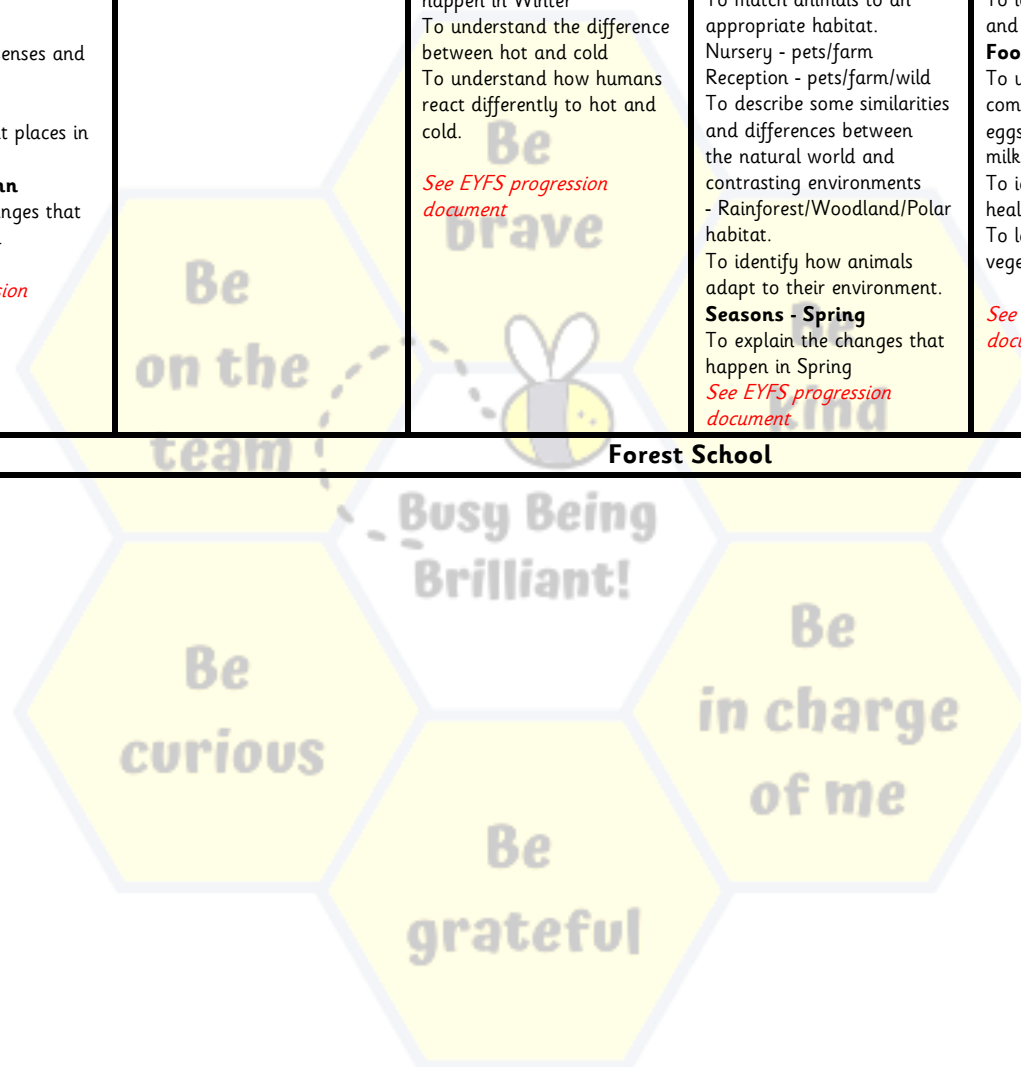 enses and
t places in
nges that
sion
happen in Winter
To understand the difference
between hot and cold
To understand how humans
react differently to hot and
cold.
See EYFS progression
document
To match animals to an
appropriate habitat.
Nursery - pets/farm
Reception - pets/farm/wild
To describe some similarities
and differences between
the natural world and
contrasting environments
- Rainforest/Woodland/Polar
habitat.
To identify how animals
adapt to their environment.
Seasons - Spring
To explain the changes that
happen in Spring
See EYFS progression
document
and
Foo
To u
com
eggs
milk
To i
heal
To l
vege
See
docu
Forest School
Be
brave
Be
on the
team
Be
kind
Busy Being
Brilliant!
Be
curious
Be
in charge
of me
Be
grateful